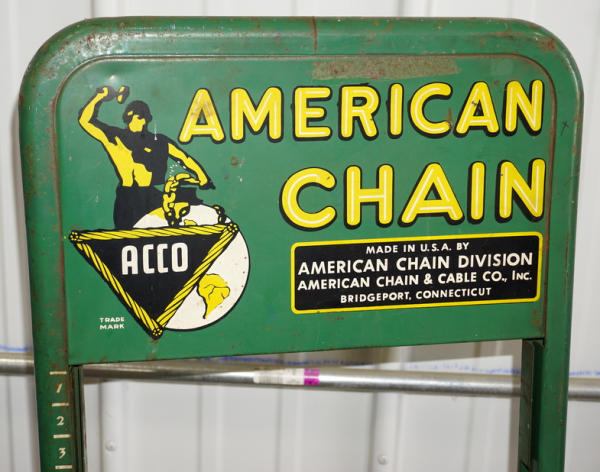 AMERICAN
CHAIN
ACCO
TRADE
MARK
MADE IN U.S.A. BY
AMERICAN CHAIN DIVISION
AMERICAN CHAIN & CABLE CO., INC.
BRIDGEPORT, CONNECTICUT
1
2
3